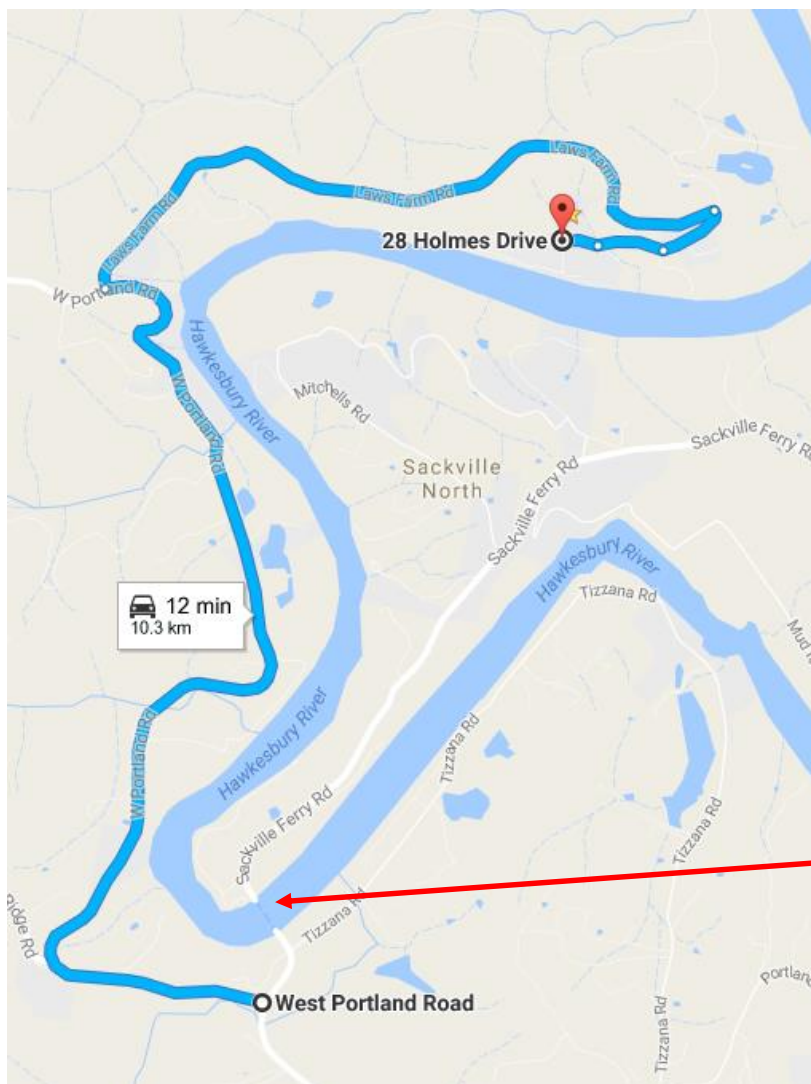 Laws Farm Rd
Laws Farm Rd
Laws Farm Rd
Laws Farm Rd
28 Holmes Drive
W Portland Rd
Hawkesbury River
W Portland Rd
Mitchells Rd
Sackville Ferry Rd
Sackville
North
Sackville Ferry Rd
Hawkesbury River
Tizzana Rd
12 min
10.3 km
Mud
Hawkesbury River
W Portland Rd
Tizzana Rd
Sackville Ferry Rd
Tizzana Rd
Tizzana Rd
Ridge Rd
Portland
West Portland Road
Tizzana Rd